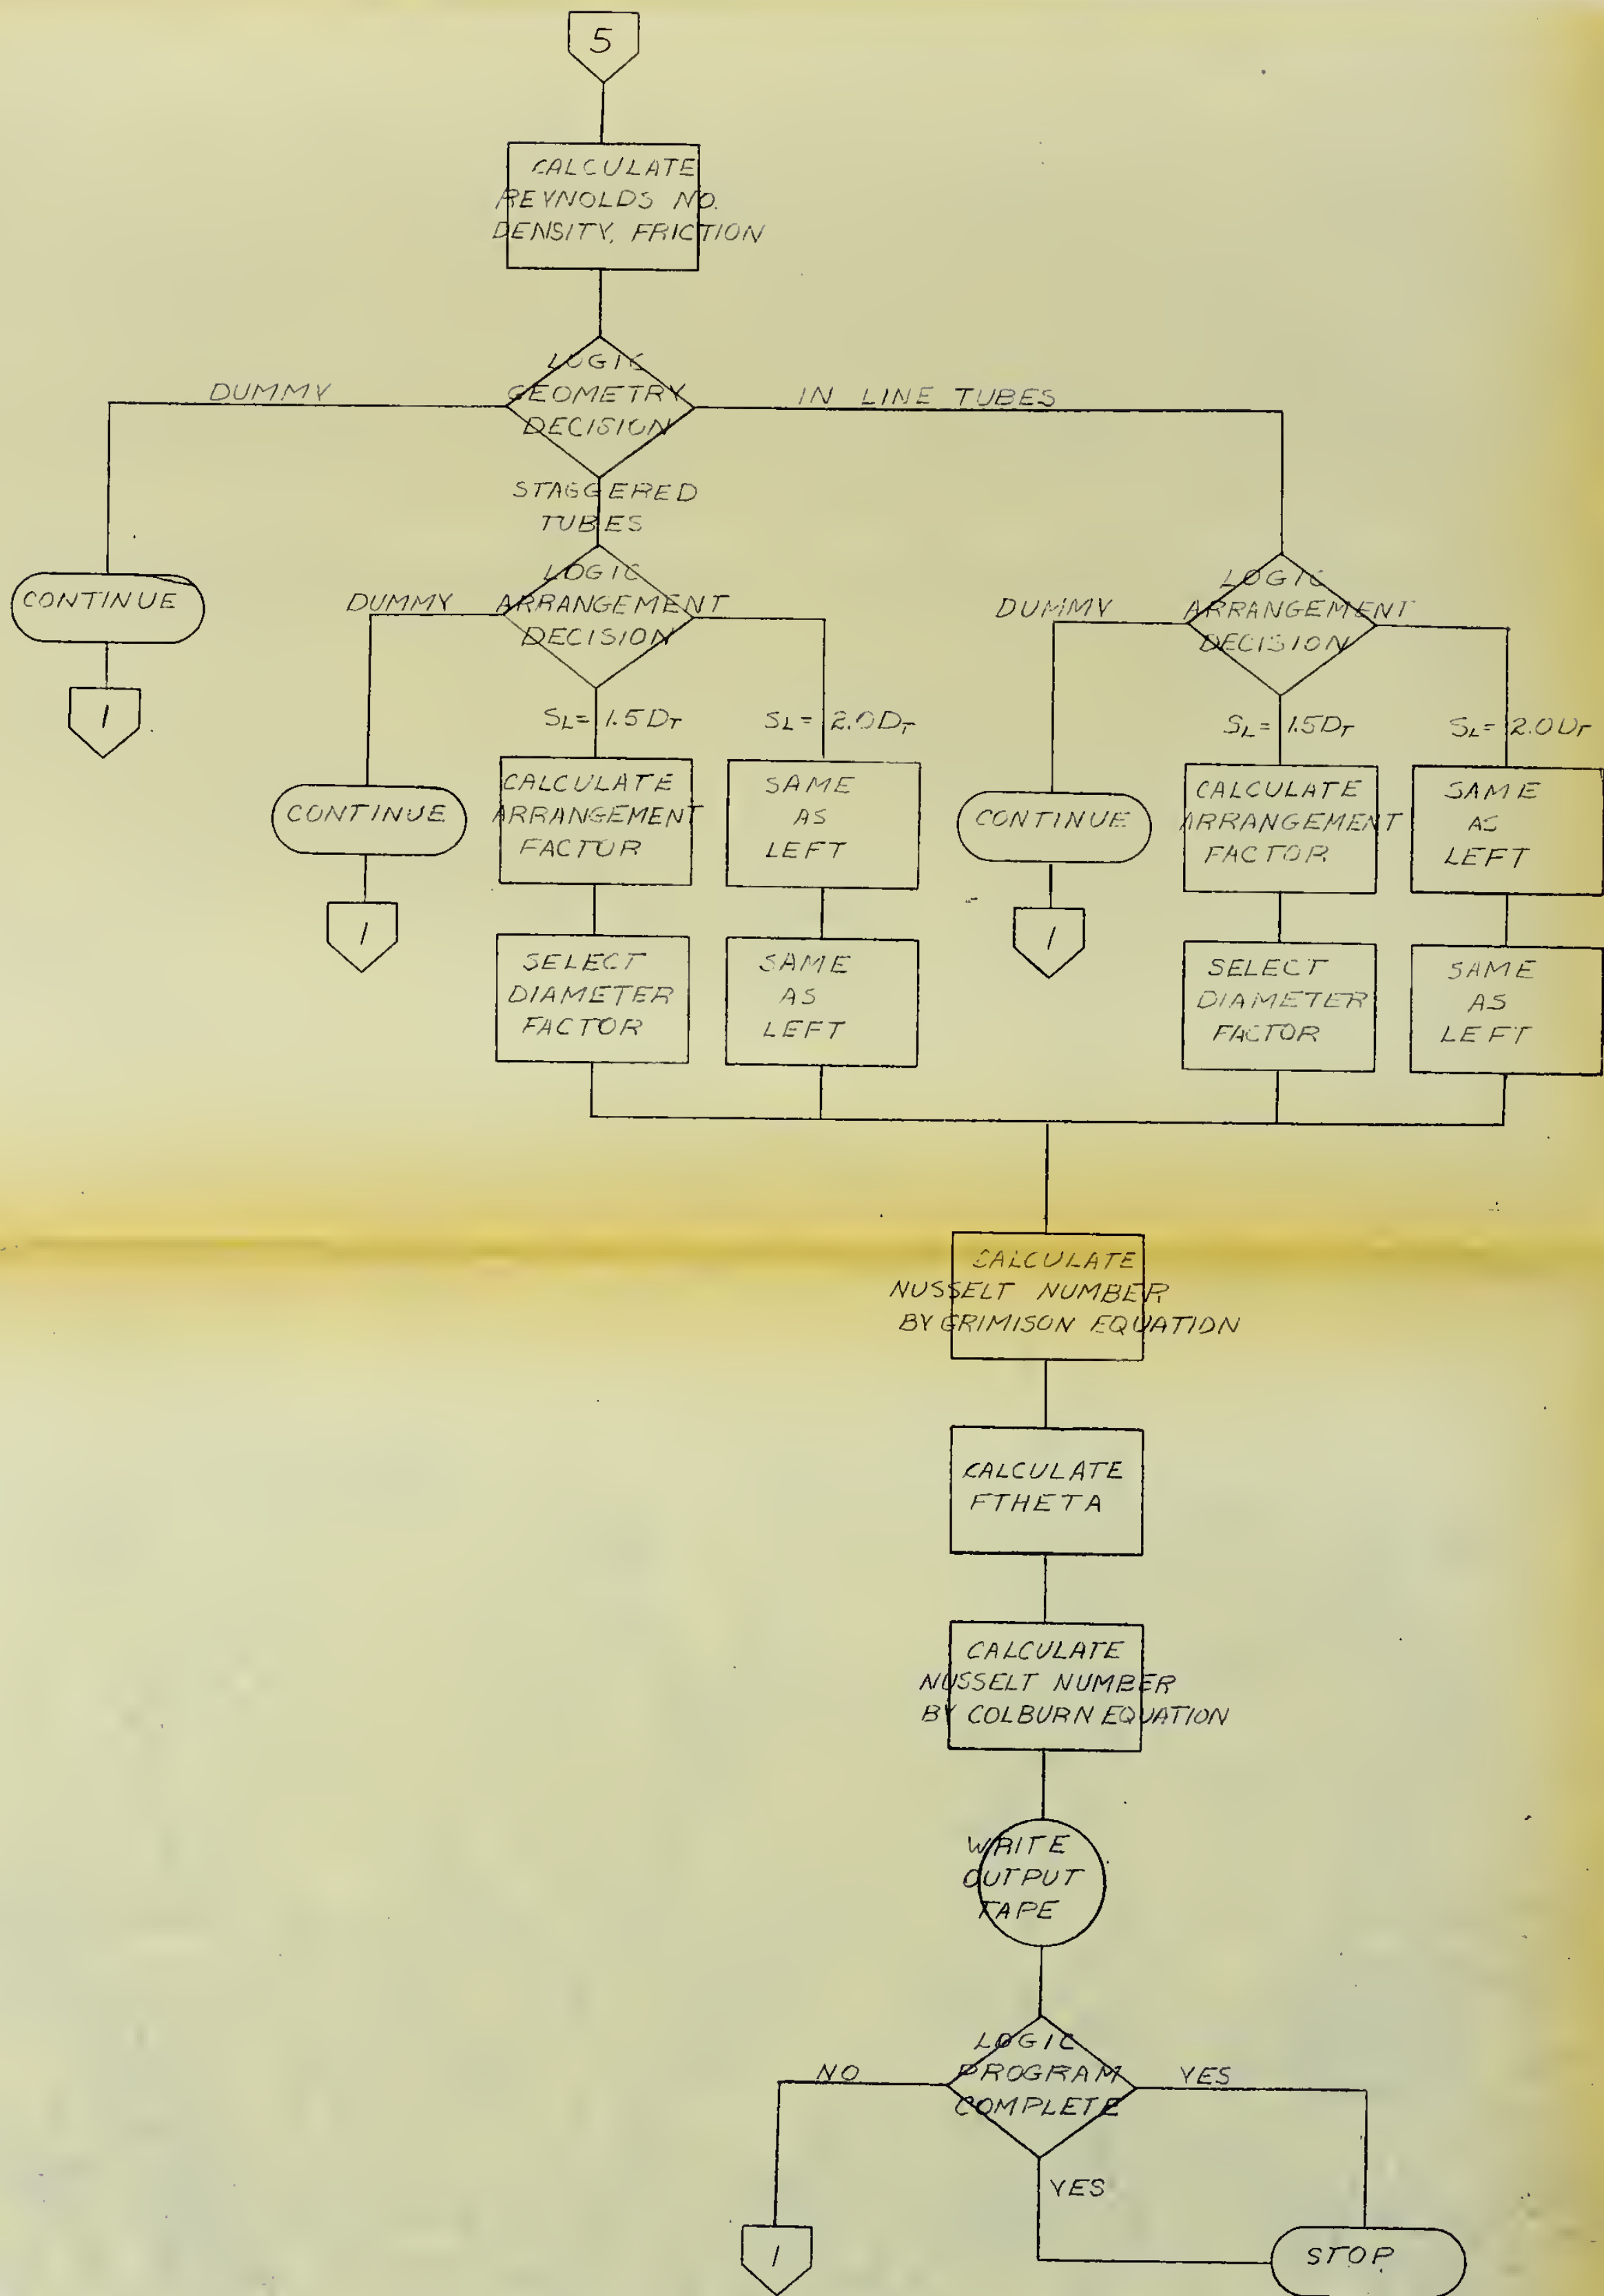 5
CALCULATE
REYNOLDS NO.
DENSITY, FRICTION
LOGIC
GEOMETRY
DECISION
DUMMY
IN LINE TUBES
STAGGERED
TUBES
CONTINUE
1
LOGIC
ARRANGEMENT
DECISION
DUMMY
CONTINUE
1
SL= 1.5DT
CALCULATE
ARRANGEMENT
FACTOR
SELECT
DIAMETER
FACTOR
SL= 2.0DT
SAME
AS
LEFT
SAME
AS
LEFT
LOGIC
ARRANGEMENT
DECISION
DUMMY
CONTINUE
1
SL= 1.5DT
CALCULATE
ARRANGEMENT
FACTOR
SELECT
DIAMETER
FACTOR
SL= 2.0DT
SAME
AS
LEFT
SAME
AS
LEFT
CALCULATE
NUSSELT NUMBER
BY GRIMISON EQUATION
CALCULATE
FTHETA
CALCULATE
NUSSELT NUMBER
BY COLBURN EQUATION
WRITE
OUTPUT
TAPE
LOGIC
PROGRAM
COMPLETE
NO
YES
YES
1
STOP